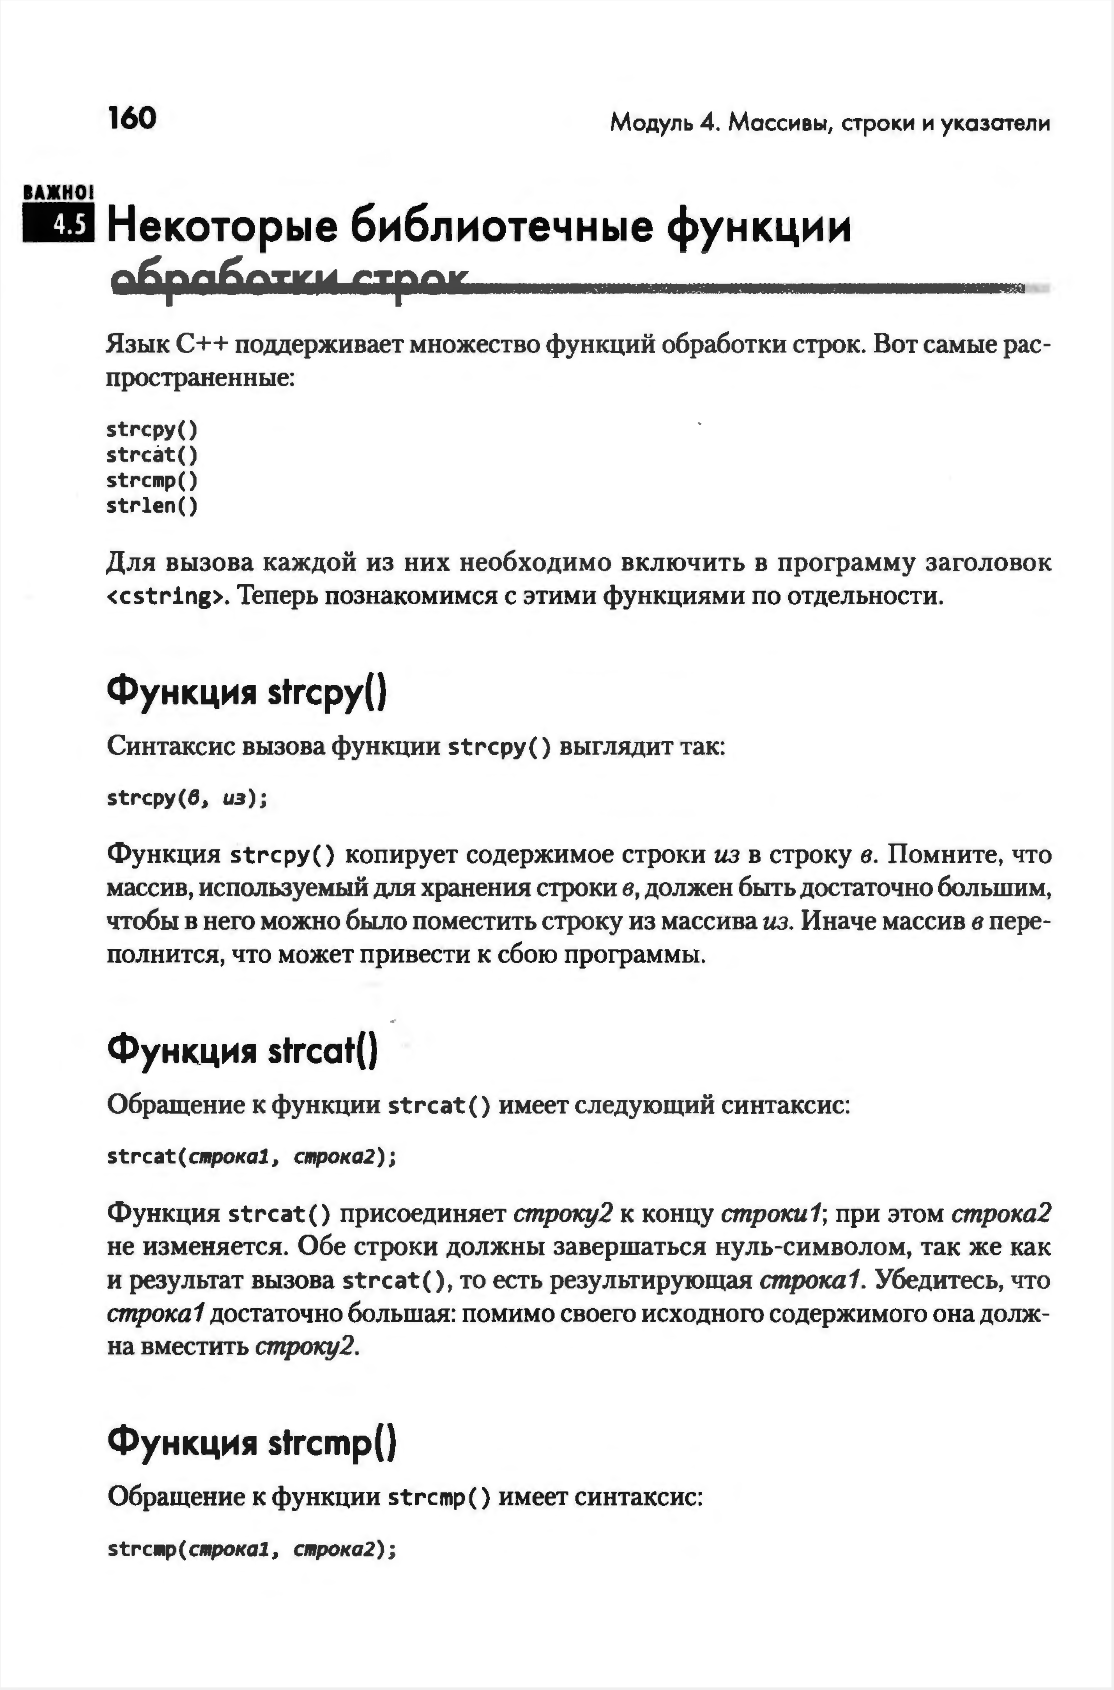 160
Модуль 4. Массивы, строки и указатели
ВАЖНО!
4.5 Некоторые библиотечные функции
обработки строк
Язык C++ поддерживает множество функций обработки строк. Вот самые рас-
пространенные:
strcpy()
strcat()
strcmp()
strlen()
Для вызова каждой из них необходимо включить в программу заголовок
<cstring>. Теперь познакомимся с этими функциями по отдельности.
Функция strcpy()
Синтаксис вызова функции strcpy() выглядит так:
strcpy(в, из);
Функция strcpy() копирует содержимое строки из в строку в. Помните, что
массив, используемый для хранения строки в, должен быть достаточно большим,
чтобы в него можно было поместить строку из массива из. Иначе массив в пере-
полнится, что может привести к сбою программы.
Функция strcat()
Обращение к функции strcat() имеет следующий синтаксис:
strcat(строка1, строка2);
Функция strcat() присоединяет строку2 к концу строки1; при этом строка2
не изменяется. Обе строки должны завершаться нуль-символом, так же как
и результат вызова strcat(), то есть результирующая строка1. Убедитесь, что
строка1 достаточно большая: помимо своего исходного содержимого она долж-
на вместить строку2.
Функция strcmp()
Обращение к функции strcmp() имеет синтаксис:
strcmp(строка1, строка2);